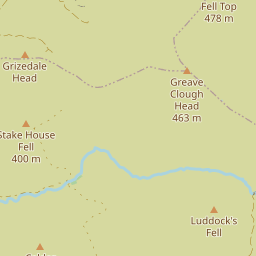 Fell Top
478 m
Grizedale
Head
Greave
Clough
Head
463 m
Stake House
Fell
400 m
Luddock's
Fell